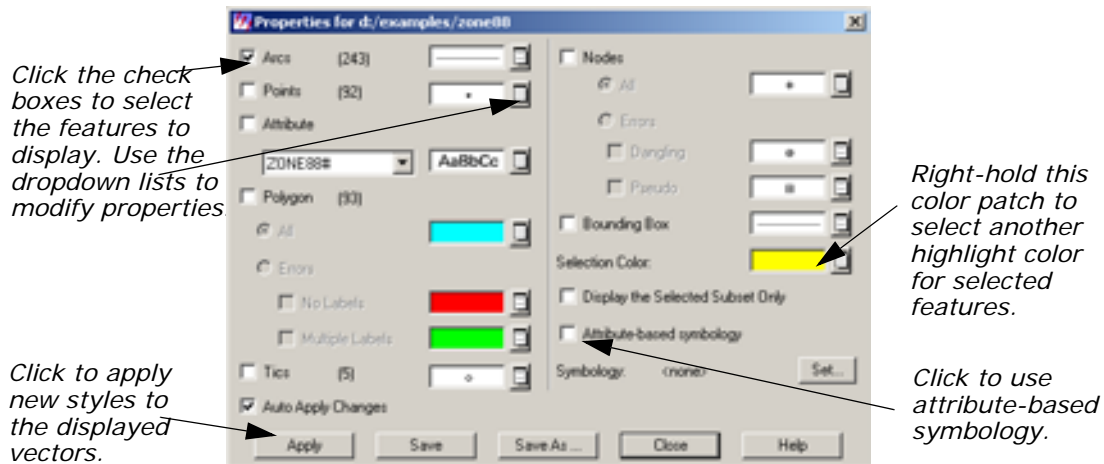 Properties for d:/examples/zone88
Click the check
boxes to select
the features to
display. Use the
dropdown lists to
modify properties.
Arcs (243)
Points (92)
Attribute
ZONE88#
AaBbCc
Polygon (93)
All
Errors
No Labels
Multiple Labels
Tics (5)
Auto Apply Changes
Click to apply
new styles to
the displayed
vectors.
Nodes
All
Errors
Dangling
Pseudo
Bounding Box
Selection Color:
Display the Selected Subset Only
Attribute-based symbology
Symbology: <none>
Set...
Right-hold this
color patch to
select another
highlight color
for selected
features.
Click to use
attribute-based
symbology.
Apply
Save
Save As ...
Close
Help